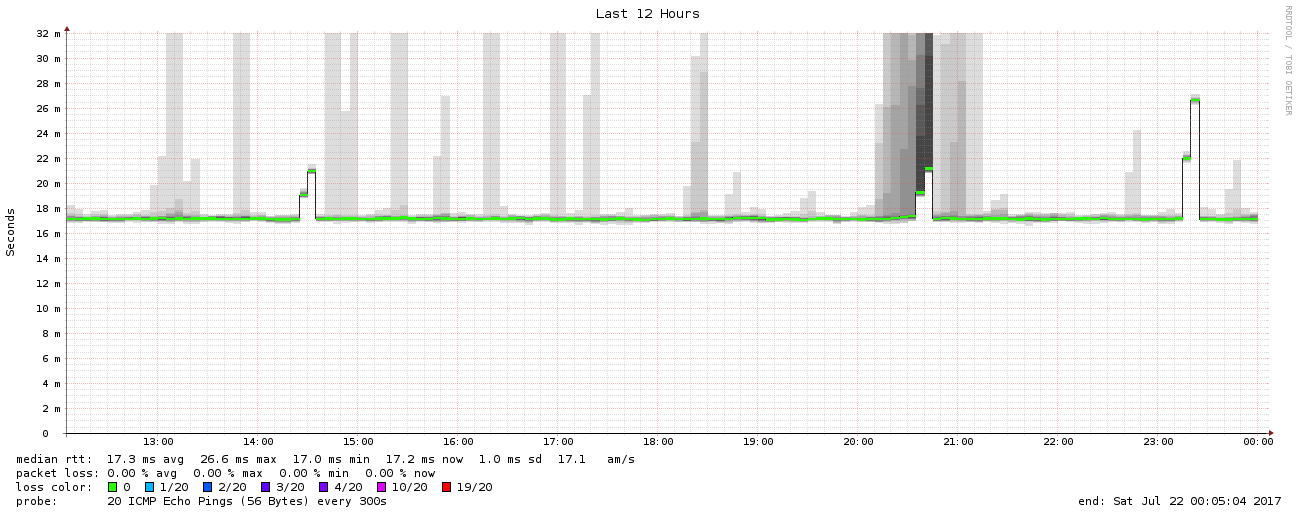 Last 12 Hours
RRDTOOL / TOBI OETIKER
Seconds
32 m
30 m
28 m
26 m
24 m
22 m
20 m
18 m
16 m
14 m
12 m
10 m
8 m
6 m
4 m
2 m
0
13:00 14:00 15:00 16:00 17:00 18:00 19:00 20:00 21:00 22:00 23:00 00:00
median rtt: 17.3 ms avg 26.6 ms max 17.0 ms min 17.2 ms now 1.0 ms sd 17.1 am/s
packet loss: 0.00 % avg 0.00 % max 0.00 % min 0.00 % now
loss color: 0 1/20 2/20 3/20 4/20 10/20 19/20
probe: 20 ICMP Echo Pings (56 Bytes) every 300s end: Sat Jul 22 00:05:04 2017